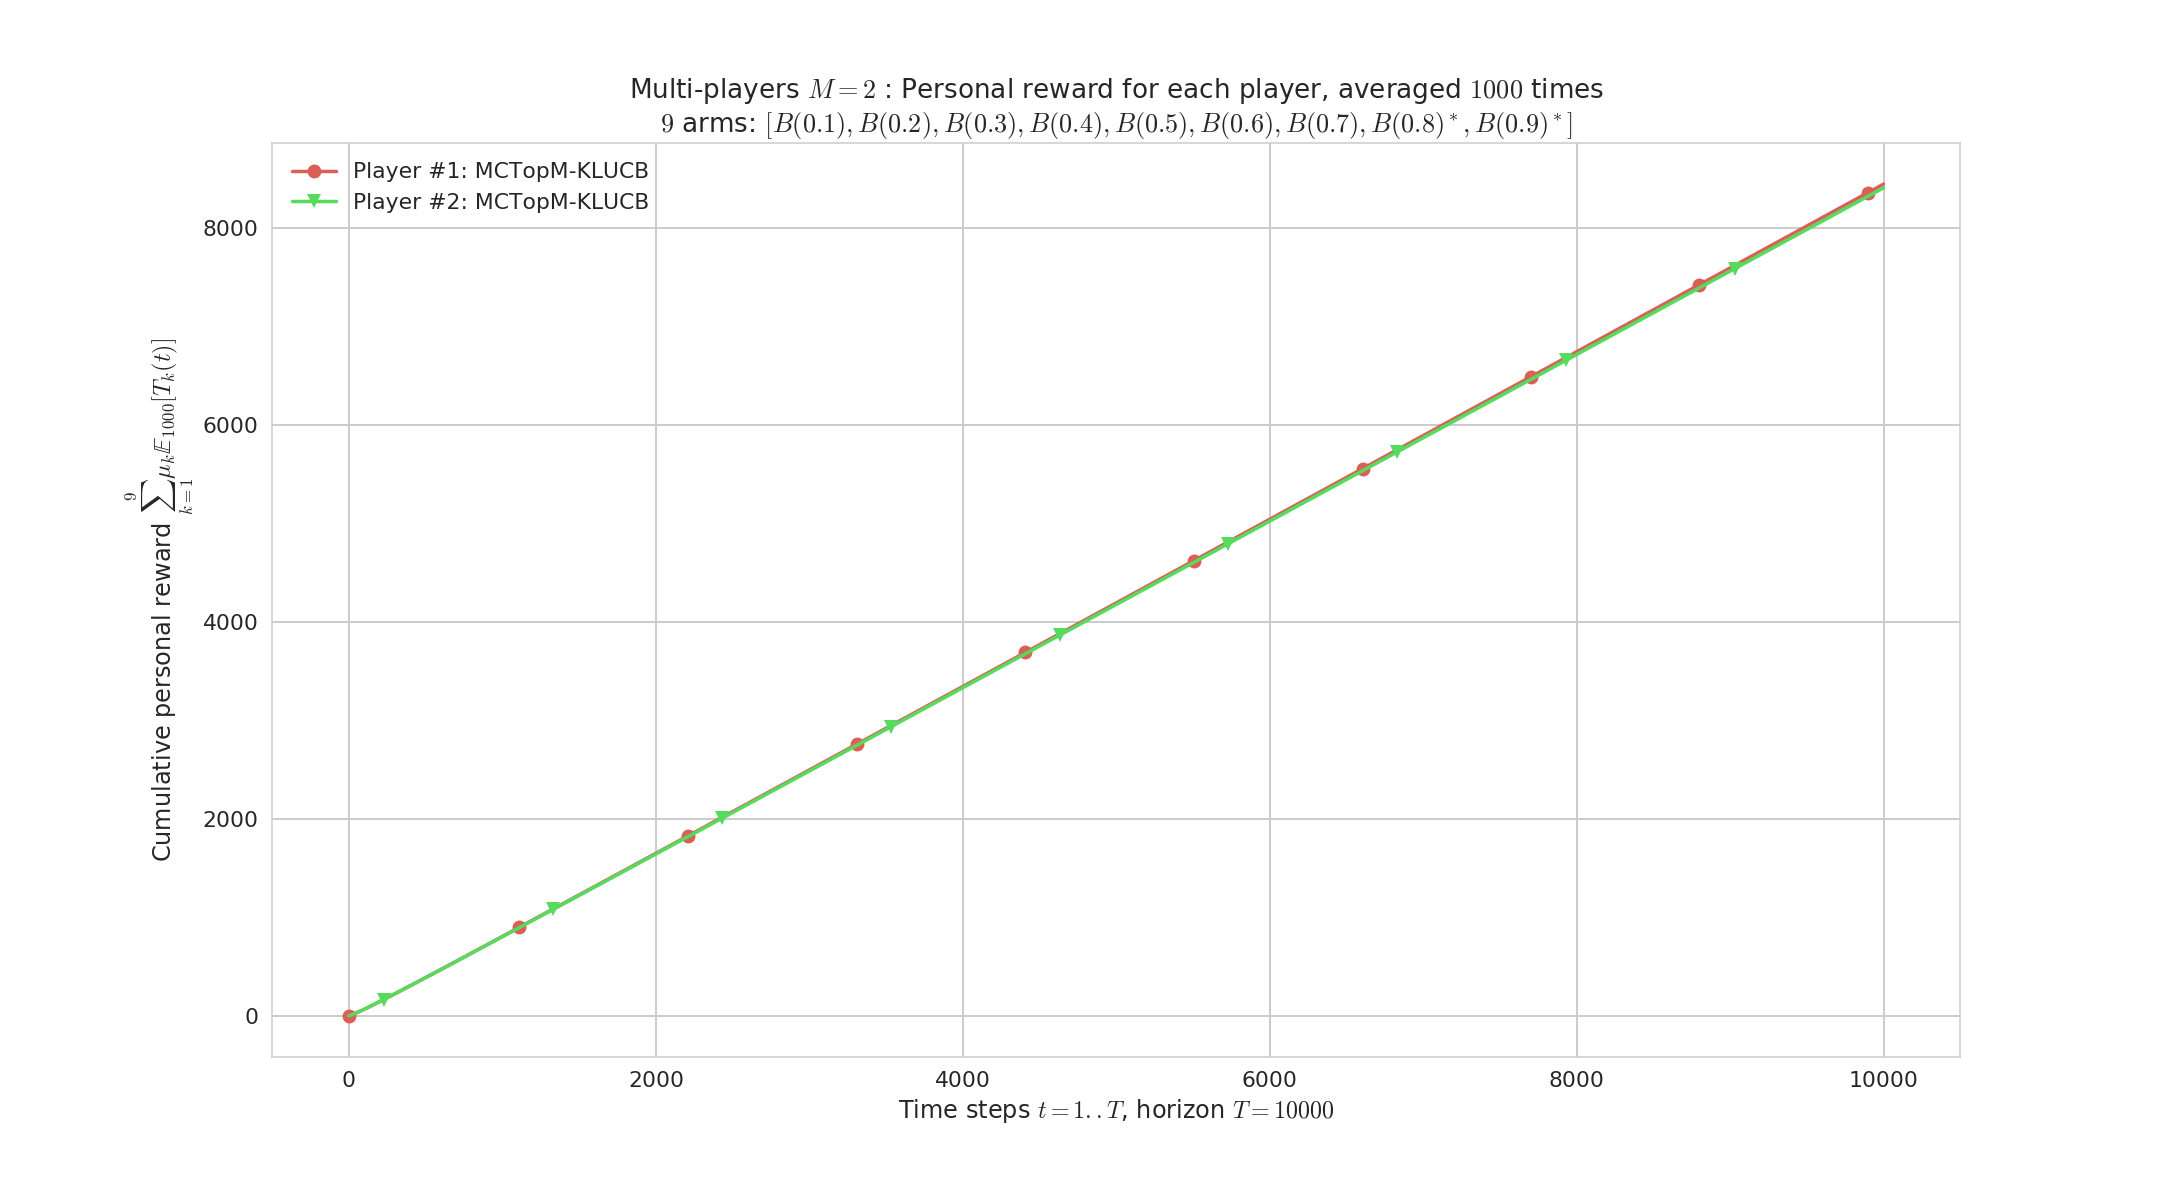 Multi-players M = 2 : Personal reward for each player, averaged 1000 times
9 arms: [B(0.1), B(0.2), B(0.3), B(0.4), B(0.5), B(0.6), B(0.7), B(0.8)*, B(0.9)*]
Player #1: MCTopM-KLUCB
Player #2: MCTopM-KLUCB
Cumulative personal reward ∑_{k=1}^{9} μ_k 𝔼_{1000}[T_k(t)]
8000
6000
4000
2000
0
0 2000 4000 6000 8000 10000
Time steps t = 1..T, horizon T = 10000